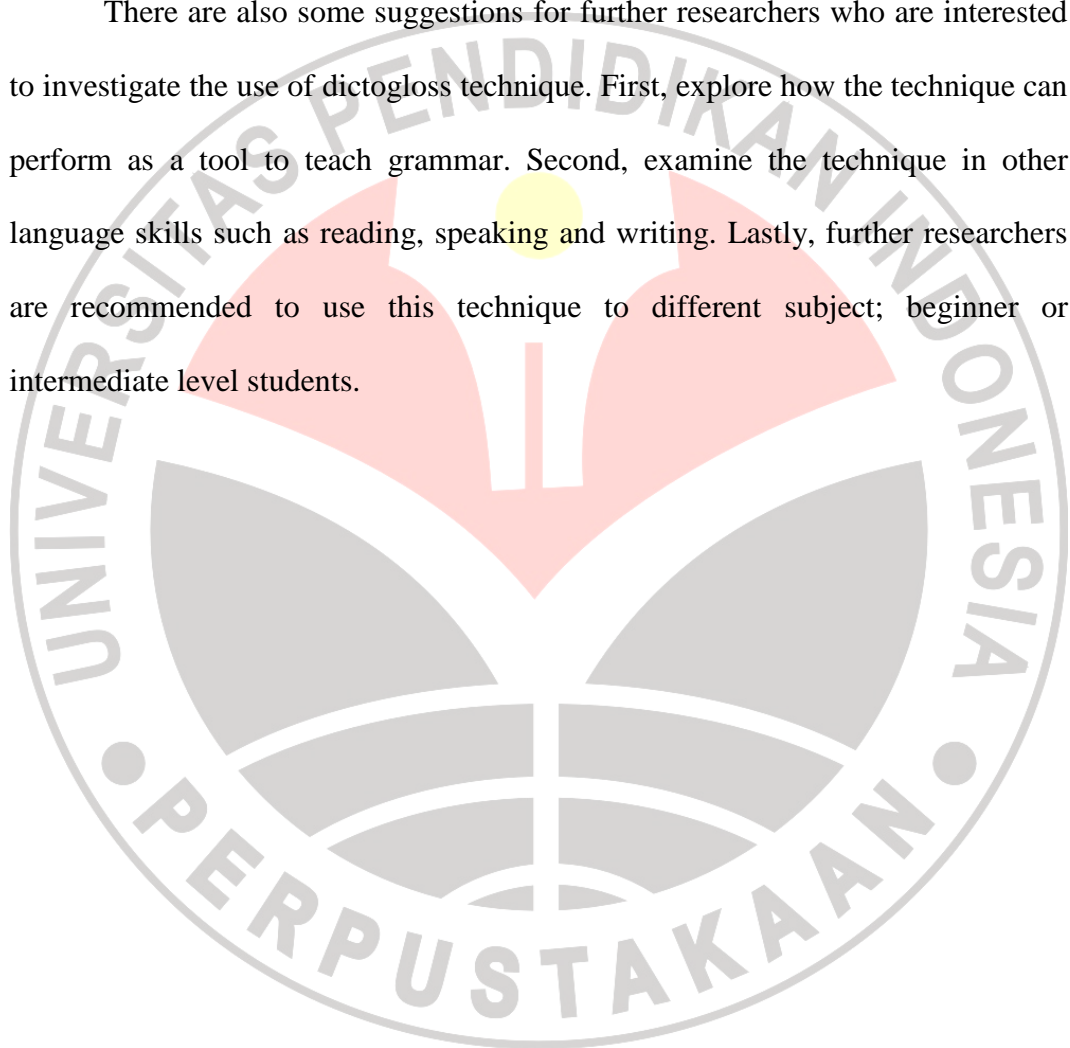 There are also some suggestions for further researchers who are interested
to investigate the use of dictogloss technique. First, explore how the technique can
perform as a tool to teach grammar. Second, examine the technique in other
language skills such as reading, speaking and writing. Lastly, further researchers
are recommended to use this technique to different subject; beginner or
intermediate level students.
UNIVERSITAS PENDIDIKAN INDONESIA
PERPUSTAKAAN